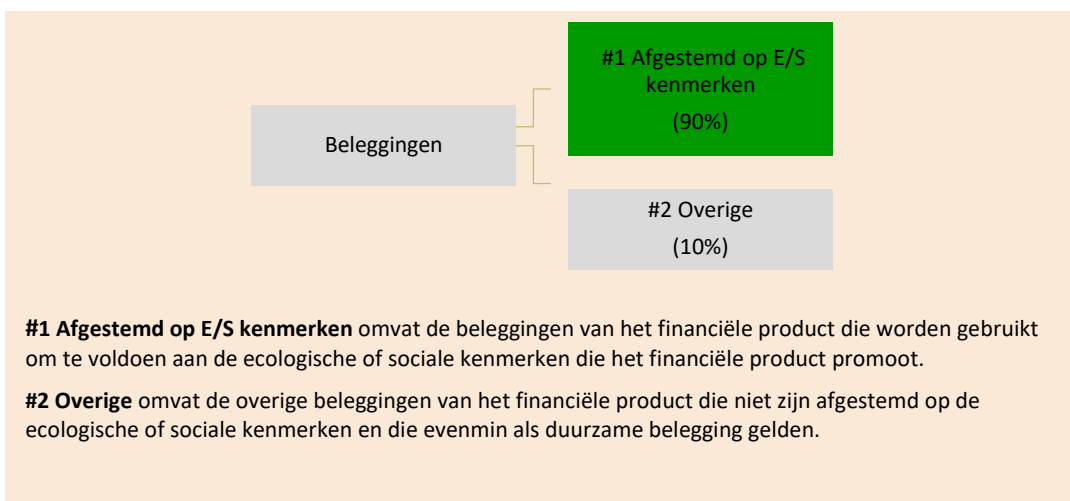 #1 Afgestemd op E/S
kenmerken
(90%)
Beleggingen
#2 Overige
(10%)
#1 Afgestemd op E/S kenmerken omvat de beleggingen van het financiële product die worden gebruikt
om te voldoen aan de ecologische of sociale kenmerken die het financiële product promoot.
#2 Overige omvat de overige beleggingen van het financiële product die niet zijn afgestemd op de
ecologische of sociale kenmerken en die evenmin als duurzame belegging gelden.